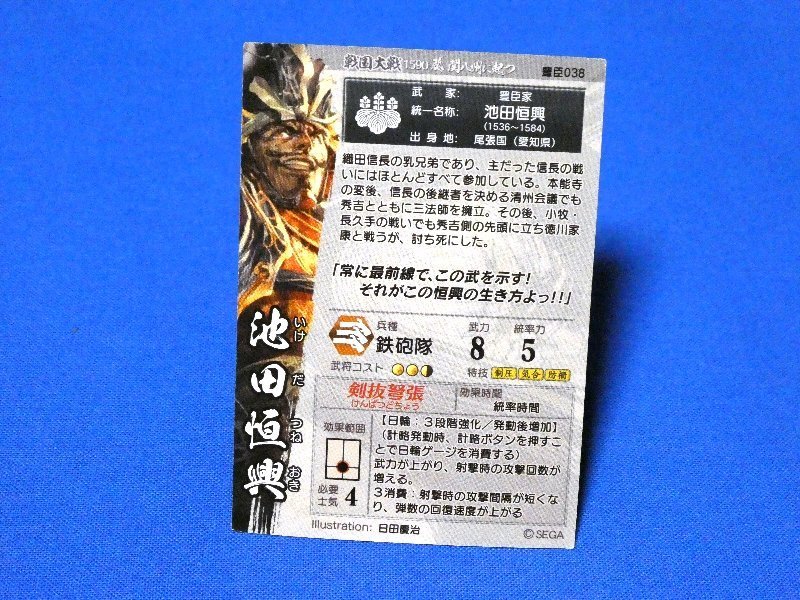 戦国大戦 1590 葵 関八州に起つ
豊臣038
武家: 豊臣家
統一名称: 池田恒興
(1536~1584)
出身地: 尾張国(愛知県)
織田信長の乳兄弟であり、主だった信長の戦
いにはほとんどすべて参加している。本能寺
の変後、信長の後継者を決める清州会議でも
秀吉とともに三法師を擁立。その後、小牧・
長久手の戦いでも秀吉側の先頭に立ち徳川家
康と戦うが、討ち死にした。
「常に最前線で、この武を示す!
それがこの恒興の生き方よっ!!」
池田恒興
いけだ つねおき
兵種
鉄砲隊
武力 8
統率力 5
武将コスト
特技 制圧 気合 防柵
剣抜弩張
けんばつどちょう
効果時間
統率時間
効果範囲
必要士気 4
【日輪:3段階強化/発動後増加】
(計略発動時、計略ボタンを押すこ
とで日輪ゲージを消費する)
武力が上がり、射撃時の攻撃回数が
増える。
3消費:射撃時の攻撃間隔が短くな
り、弾数の回復速度が上がる
Illustration: 日田慶治
©SEGA